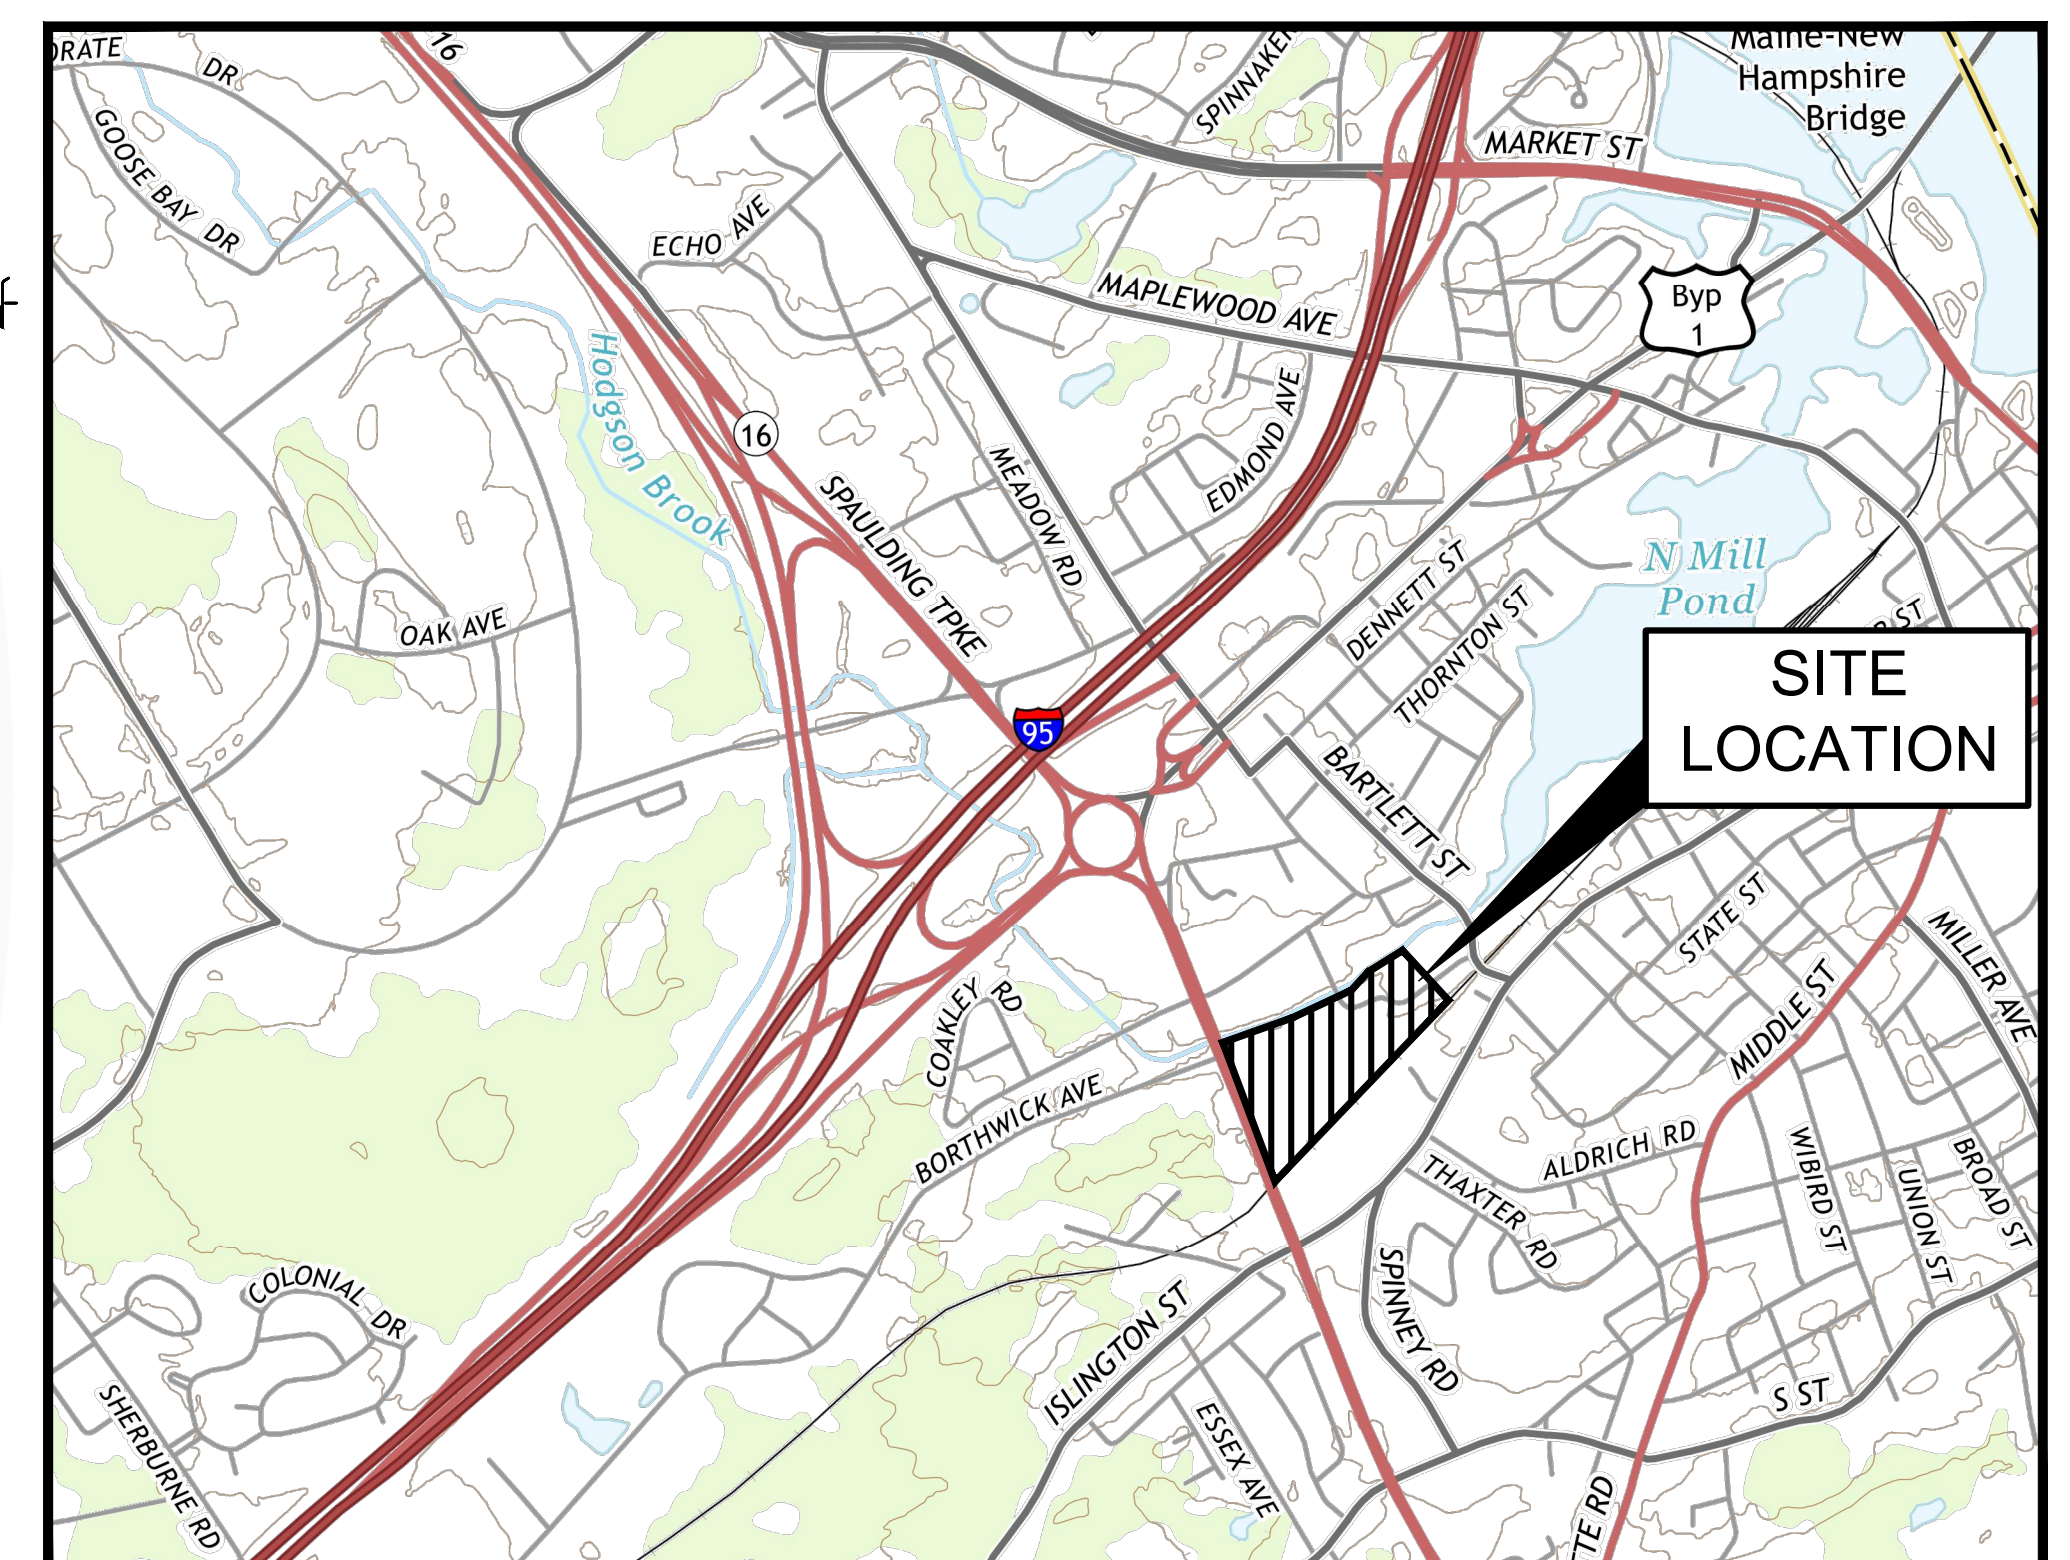 16
DR
SPINNAKER
Maine-New
Hampshire
Bridge
GOOSE BAY DR
MARKET ST
ECHO AVE
MAPLEWOOD AVE
Byp
1
Hodgson Brook
16
EDMOND AVE
MEADOW RD
SPAULDING TPKE
N Mill
Pond
DENNETT ST
THORNTON ST
ST
OAK AVE
SITE
LOCATION
95
BARTLETT ST
STATE ST
MILLER AVE
MIDDLE ST
COAKLEY RD
BORTHWICK AVE
ALDRICH RD
THAXTER RD
WIBIRD ST
UNION ST
BROAD ST
COLONIAL DR
SPINNEY RD
ISLINGTON ST
S ST
SHERBURNE RD
ESSEX AVE
RD